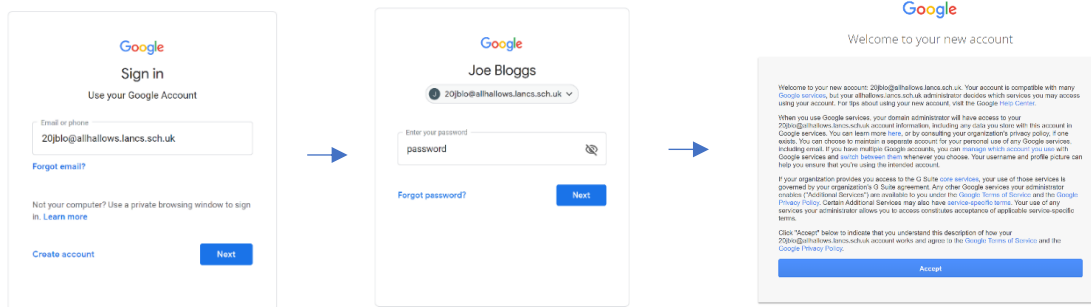 Google
Sign in
Use your Google Account
Email or phone
20jblo@allhallows.lancs.sch.uk
Forgot email?
Not your computer? Use a private browsing window to sign
in. Learn more
Create account
Next
Google
Joe Bloggs
J
20jblo@allhallows.lancs.sch.uk
Enter your password
password
Forgot password?
Next
Google
Welcome to your new account
Welcome to your new account: 20jblo@allhallows.lancs.sch.uk. Your account is compatible with many
Google services, but your allhallows.lancs.sch.uk administrator decides which services you may access
using your account. For tips about using your new account, visit the Google Help Center.
When you use Google services, your domain administrator will have access to your
20jblo@allhallows.lancs.sch.uk account information, including any data you store with this account in
Google services. You can learn more here, or by consulting your organization's privacy policy, if one
exists. You can choose to maintain a separate account for your personal use of any Google services,
including email. If you have multiple Google accounts, you can manage which account you use with
Google services and switch between them whenever you choose. Your username and profile picture can
help you ensure that you're using the intended account.
If your organization provides you access to the G Suite core services, your use of those services is
governed by your organization's G Suite agreement. Any other Google services your administrator
enables ("Additional Services") are available to you under the Google Terms of Service and the Google
Privacy Policy. Certain Additional Services may also have service-specific terms. Your use of any
services your administrator allows you to access constitutes acceptance of applicable service-specific
terms.
Click "Accept" below to indicate that you understand this description of how your
20jblo@allhallows.lancs.sch.uk account works and agree to the Google Terms of Service and the
Google Privacy Policy.
Accept